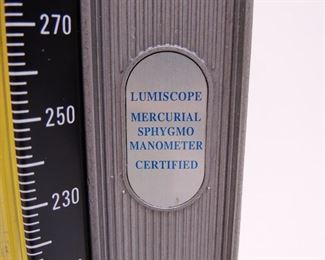 270
250
230
LUMISCOPE
MERCURIAL
SPHYGMO
MANOMETER
CERTIFIED